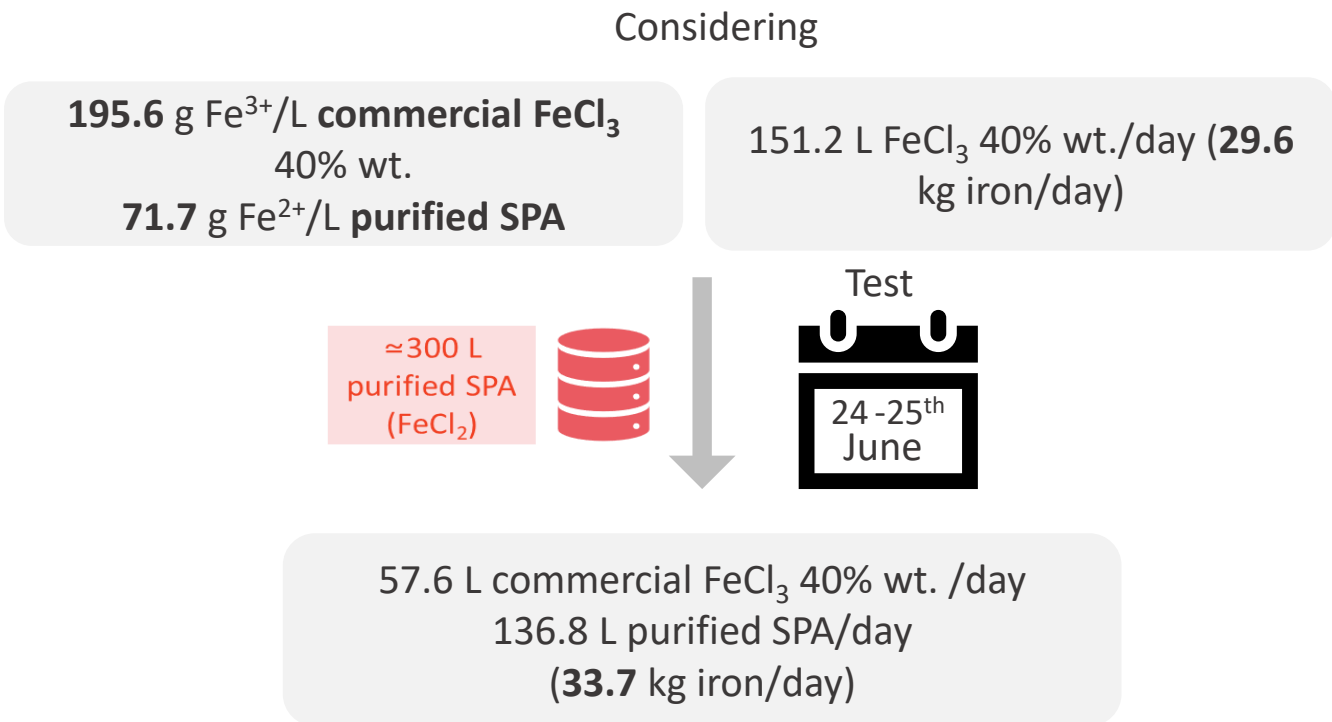 Considering
195.6 g Fe³⁺/L commercial FeCl₃
40% wt.
71.7 g Fe²⁺/L purified SPA
151.2 L FeCl₃ 40% wt./day (29.6
kg iron/day)
Test
≃300 L
purified SPA
(FeCl₂)
24 -25ᵗʰ
June
57.6 L commercial FeCl₃ 40% wt. /day
136.8 L purified SPA/day
(33.7 kg iron/day)